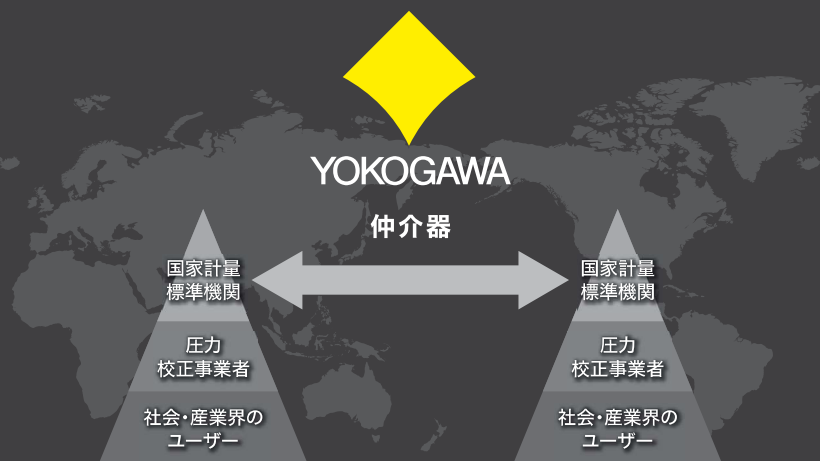 YOKOGAWA
仲介器
国家計量
標準機関
圧力
校正事業者
社会・産業界の
ユーザー
国家計量
標準機関
圧力
校正事業者
社会・産業界の
ユーザー